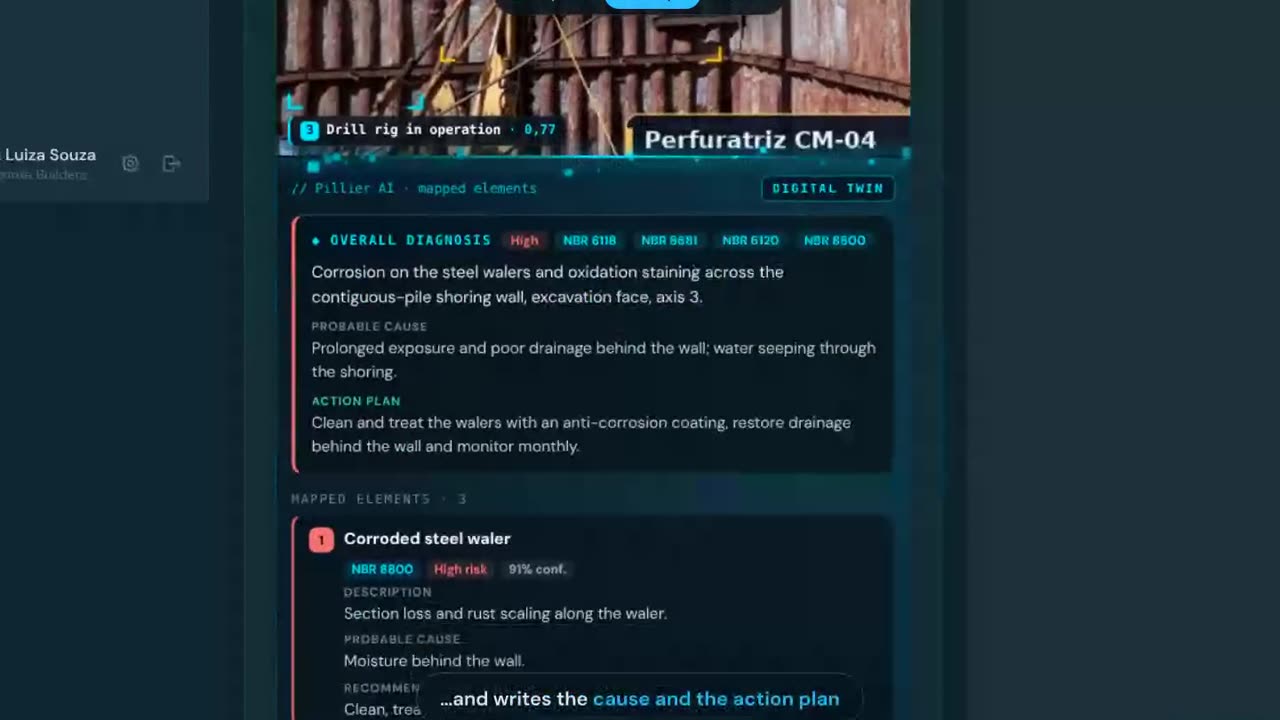 3 Drill rig in operation · 0,77
Perfuratriz CM-04
Luiza Souza
// Pillier AI · mapped elements
DIGITAL TWIN
◆ OVERALL DIAGNOSIS High NBR 6118 NBR 6120
Corrosion on the steel walers and oxidation staining across the
contiguous-pile shoring wall, excavation face, axis 3.
PROBABLE CAUSE
Prolonged exposure and poor drainage behind the wall; water seeping through
the shoring.
ACTION PLAN
Clean and treat the walers with an anti-corrosion coating, restore drainage
behind the wall and monitor monthly.
MAPPED ELEMENTS · 3
1 Corroded steel waler
NBR 8800 High risk 91% conf.
DESCRIPTION
Section loss and rust scaling along the waler.
PROBABLE CAUSE
Moisture behind the wall.
RECOMMEN
Clean, trea
…and writes the cause and the action plan